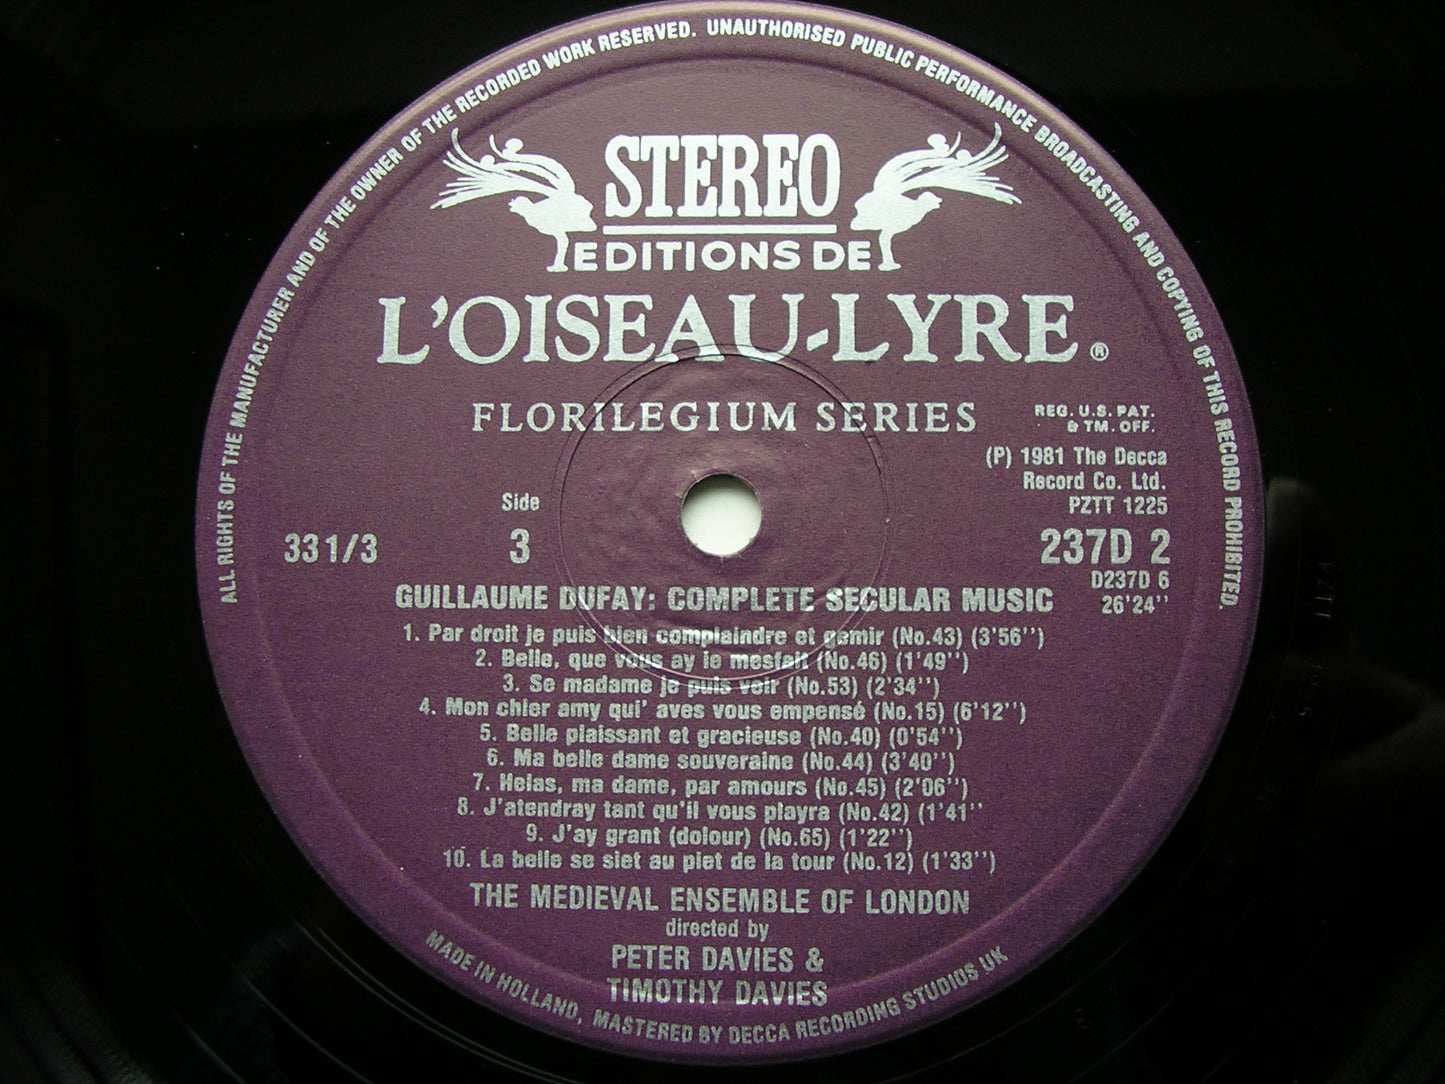 ALL RIGHTS OF THE MANUFACTURER AND OF THE OWNER OF THE RECORDED WORK RESERVED. UNAUTHORISED PUBLIC PERFORMANCE BROADCASTING AND COPYING OF THIS RECORD PROHIBITED.
STEREO
EDITIONS DE
L'OISEAU-LYRE ®
FLORILEGIUM SERIES
REG. U.S. PAT.
& TM. OFF.
(P) 1981 The Decca
Record Co. Ltd.
PZTT 1225
Side
33 1/3
3
237D 2
D237D 6
26'24''
GUILLAUME DUFAY: COMPLETE SECULAR MUSIC
1. Par droit je puis bien complaindre et gemir (No.43) (3'56'')
2. Belle, que vous ay ie mesfait (No.46) (1'49'')
3. Se madame je puis veir (No.53) (2'34'')
4. Mon chier amy qui' aves vous empensé (No.15) (6'12'')
5. Belle plaissant et gracieuse (No.40) (0'54'')
6. Ma belle dame souveraine (No.44) (3'40'')
7. Helas, ma dame, par amours (No.45) (2'06'')
8. J'atendray tant qu'il vous playra (No.42) (1'41''
9. J'ay grant (dolour) (No.65) (1'22'')
10. La belle se siet au piet de la tour (No.12) (1'33'')
THE MEDIEVAL ENSEMBLE OF LONDON
directed by
PETER DAVIES &
TIMOTHY DAVIES
MADE IN HOLLAND, MASTERED BY DECCA RECORDING STUDIOS UK